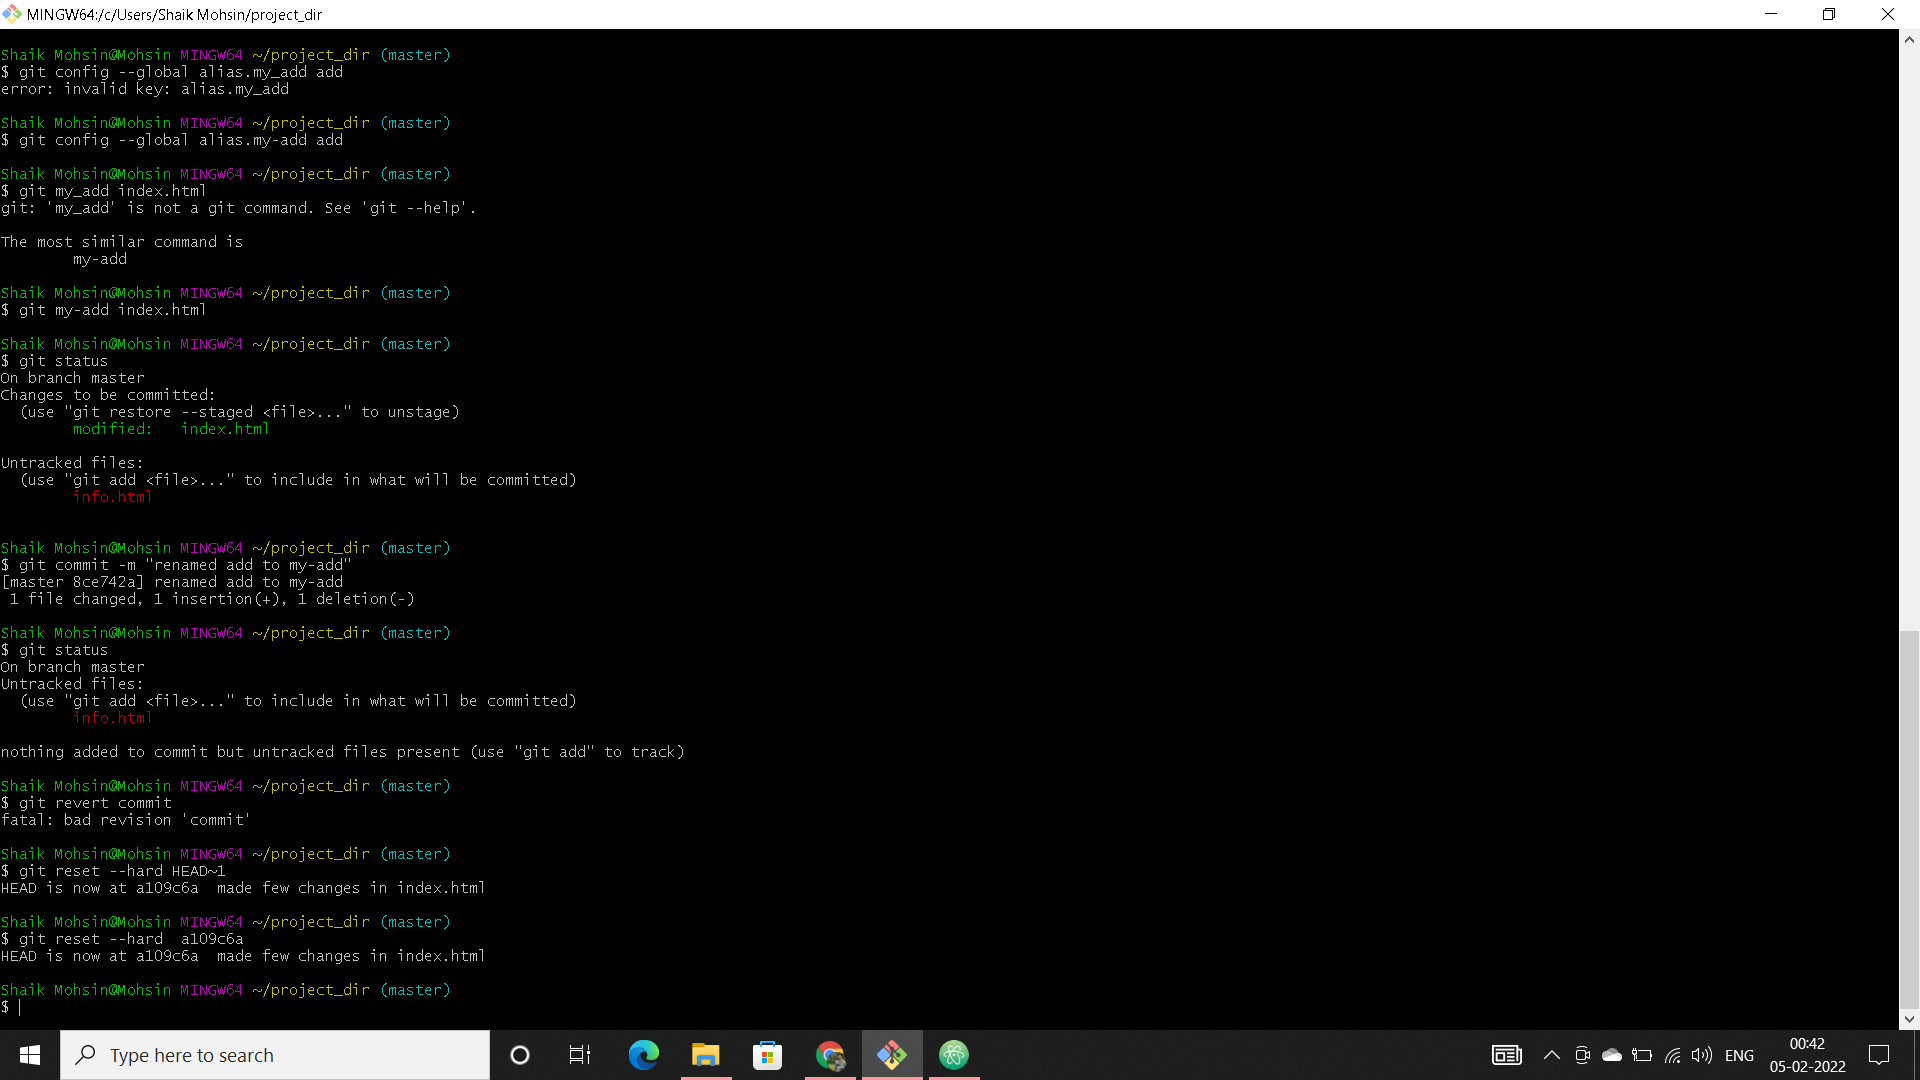 MINGW64:/c/Users/Shaik Mohsin/project_dir
Shaik Mohsin@Mohsin MINGW64 ~/project_dir (master)
$ git config --global alias.my_add add
error: invalid key: alias.my_add
Shaik Mohsin@Mohsin MINGW64 ~/project_dir (master)
$ git config --global alias.my-add add
Shaik Mohsin@Mohsin MINGW64 ~/project_dir (master)
$ git my_add index.html
git: 'my_add' is not a git command. See 'git --help'.
The most similar command is
my-add
Shaik Mohsin@Mohsin MINGW64 ~/project_dir (master)
$ git my-add index.html
Shaik Mohsin@Mohsin MINGW64 ~/project_dir (master)
$ git status
On branch master
Changes to be committed:
(use "git restore --staged <file>..." to unstage)
modified:   index.html
Untracked files:
(use "git add <file>..." to include in what will be committed)
info.html
Shaik Mohsin@Mohsin MINGW64 ~/project_dir (master)
$ git commit -m "renamed add to my-add"
[master 8ce742a] renamed add to my-add
1 file changed, 1 insertion(+), 1 deletion(-)
Shaik Mohsin@Mohsin MINGW64 ~/project_dir (master)
$ git status
On branch master
Untracked files:
(use "git add <file>..." to include in what will be committed)
info.html
nothing added to commit but untracked files present (use "git add" to track)
Shaik Mohsin@Mohsin MINGW64 ~/project_dir (master)
$ git revert commit
fatal: bad revision 'commit'
Shaik Mohsin@Mohsin MINGW64 ~/project_dir (master)
$ git reset --hard HEAD~1
HEAD is now at a109c6a  made few changes in index.html
Shaik Mohsin@Mohsin MINGW64 ~/project_dir (master)
$ git reset --hard  a109c6a
HEAD is now at a109c6a  made few changes in index.html
Shaik Mohsin@Mohsin MINGW64 ~/project_dir (master)
$
Type here to search
ENG
00:42
05-02-2022